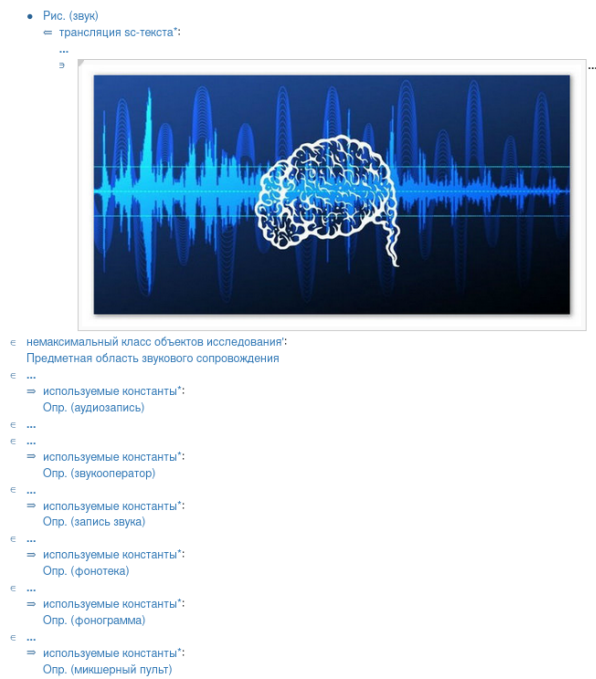 ● Рис. (звук)
⇐ трансляция sc-текста*:
...
э ...
∈ немаксимальный класс объектов исследования':
Предметная область звукового сопровождения
∈ ...
⇒ используемые константы*:
Опр. (аудиозапись)
∈ ...
∈ ...
⇒ используемые константы*:
Опр. (звукооператор)
∈ ...
⇒ используемые константы*:
Опр. (запись звука)
∈ ...
⇒ используемые константы*:
Опр. (фонотека)
∈ ...
⇒ используемые константы*:
Опр. (фонограмма)
∈ ...
⇒ используемые константы*:
Опр. (микшерный пульт)